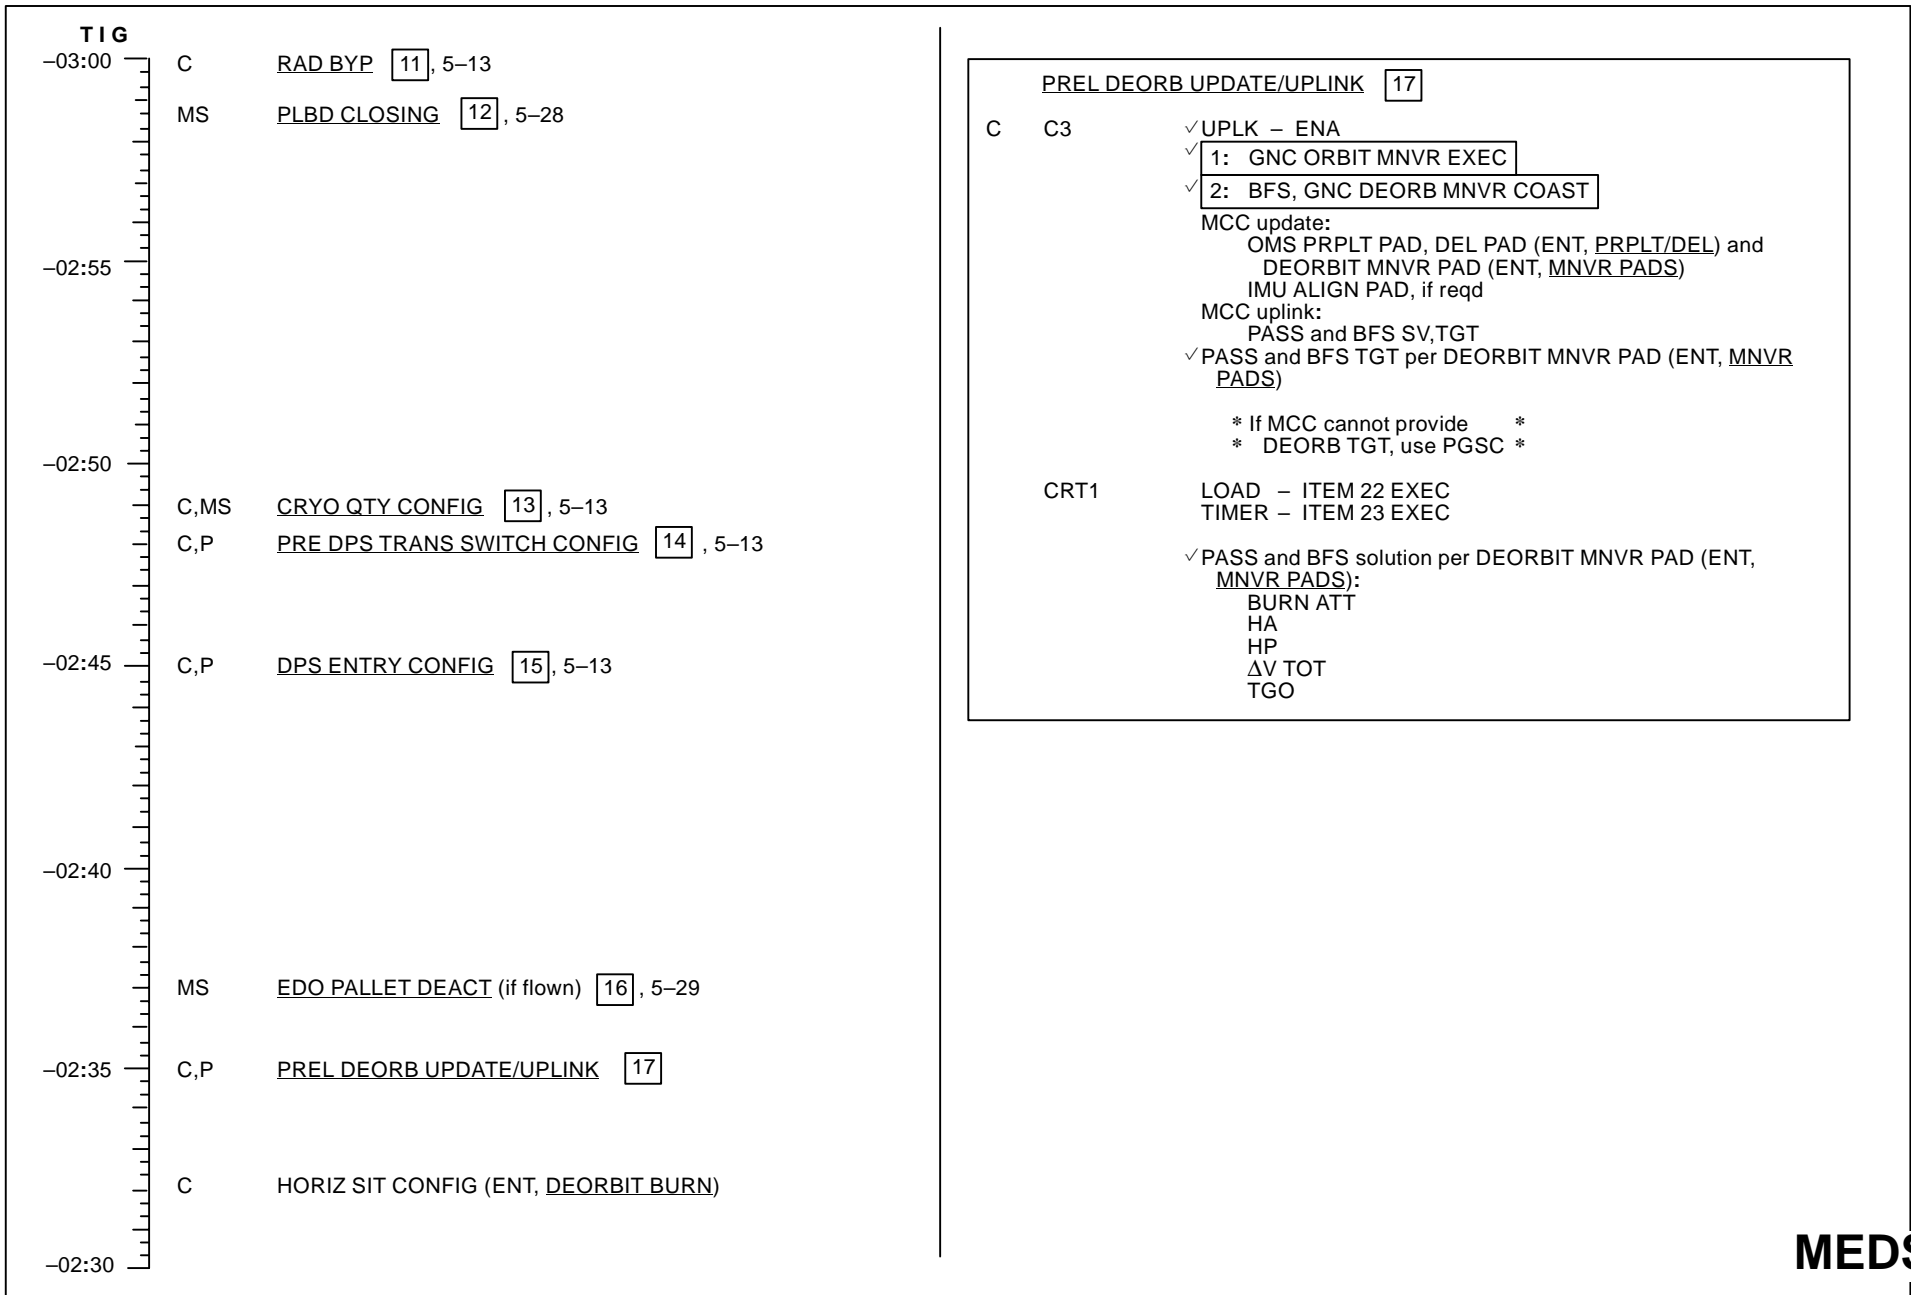 TIG
–03:00 C RAD BYP 11, 5–13
MS PLBD CLOSING 12, 5–28
–02:55
–02:50
C,MS CRYO QTY CONFIG 13, 5–13
C,P PRE DPS TRANS SWITCH CONFIG 14, 5–13
–02:45 C,P DPS ENTRY CONFIG 15, 5–13
–02:40
MS EDO PALLET DEACT (if flown) 16, 5–29
–02:35 C,P PREL DEORB UPDATE/UPLINK 17
C HORIZ SIT CONFIG (ENT, DEORBIT BURN)
–02:30
PREL DEORB UPDATE/UPLINK 17
C C3 √UPLK – ENA
√ 1: GNC ORBIT MNVR EXEC
√ 2: BFS, GNC DEORB MNVR COAST
MCC update:
OMS PRPLT PAD, DEL PAD (ENT, PRPLT/DEL) and
DEORBIT MNVR PAD (ENT, MNVR PADS)
IMU ALIGN PAD, if reqd
MCC uplink:
PASS and BFS SV,TGT
√PASS and BFS TGT per DEORBIT MNVR PAD (ENT, MNVR
PADS)
* If MCC cannot provide *
* DEORB TGT, use PGSC *
CRT1 LOAD – ITEM 22 EXEC
TIMER – ITEM 23 EXEC
√PASS and BFS solution per DEORBIT MNVR PAD (ENT,
MNVR PADS):
BURN ATT
HA
HP
ΔV TOT
TGO
MEDS